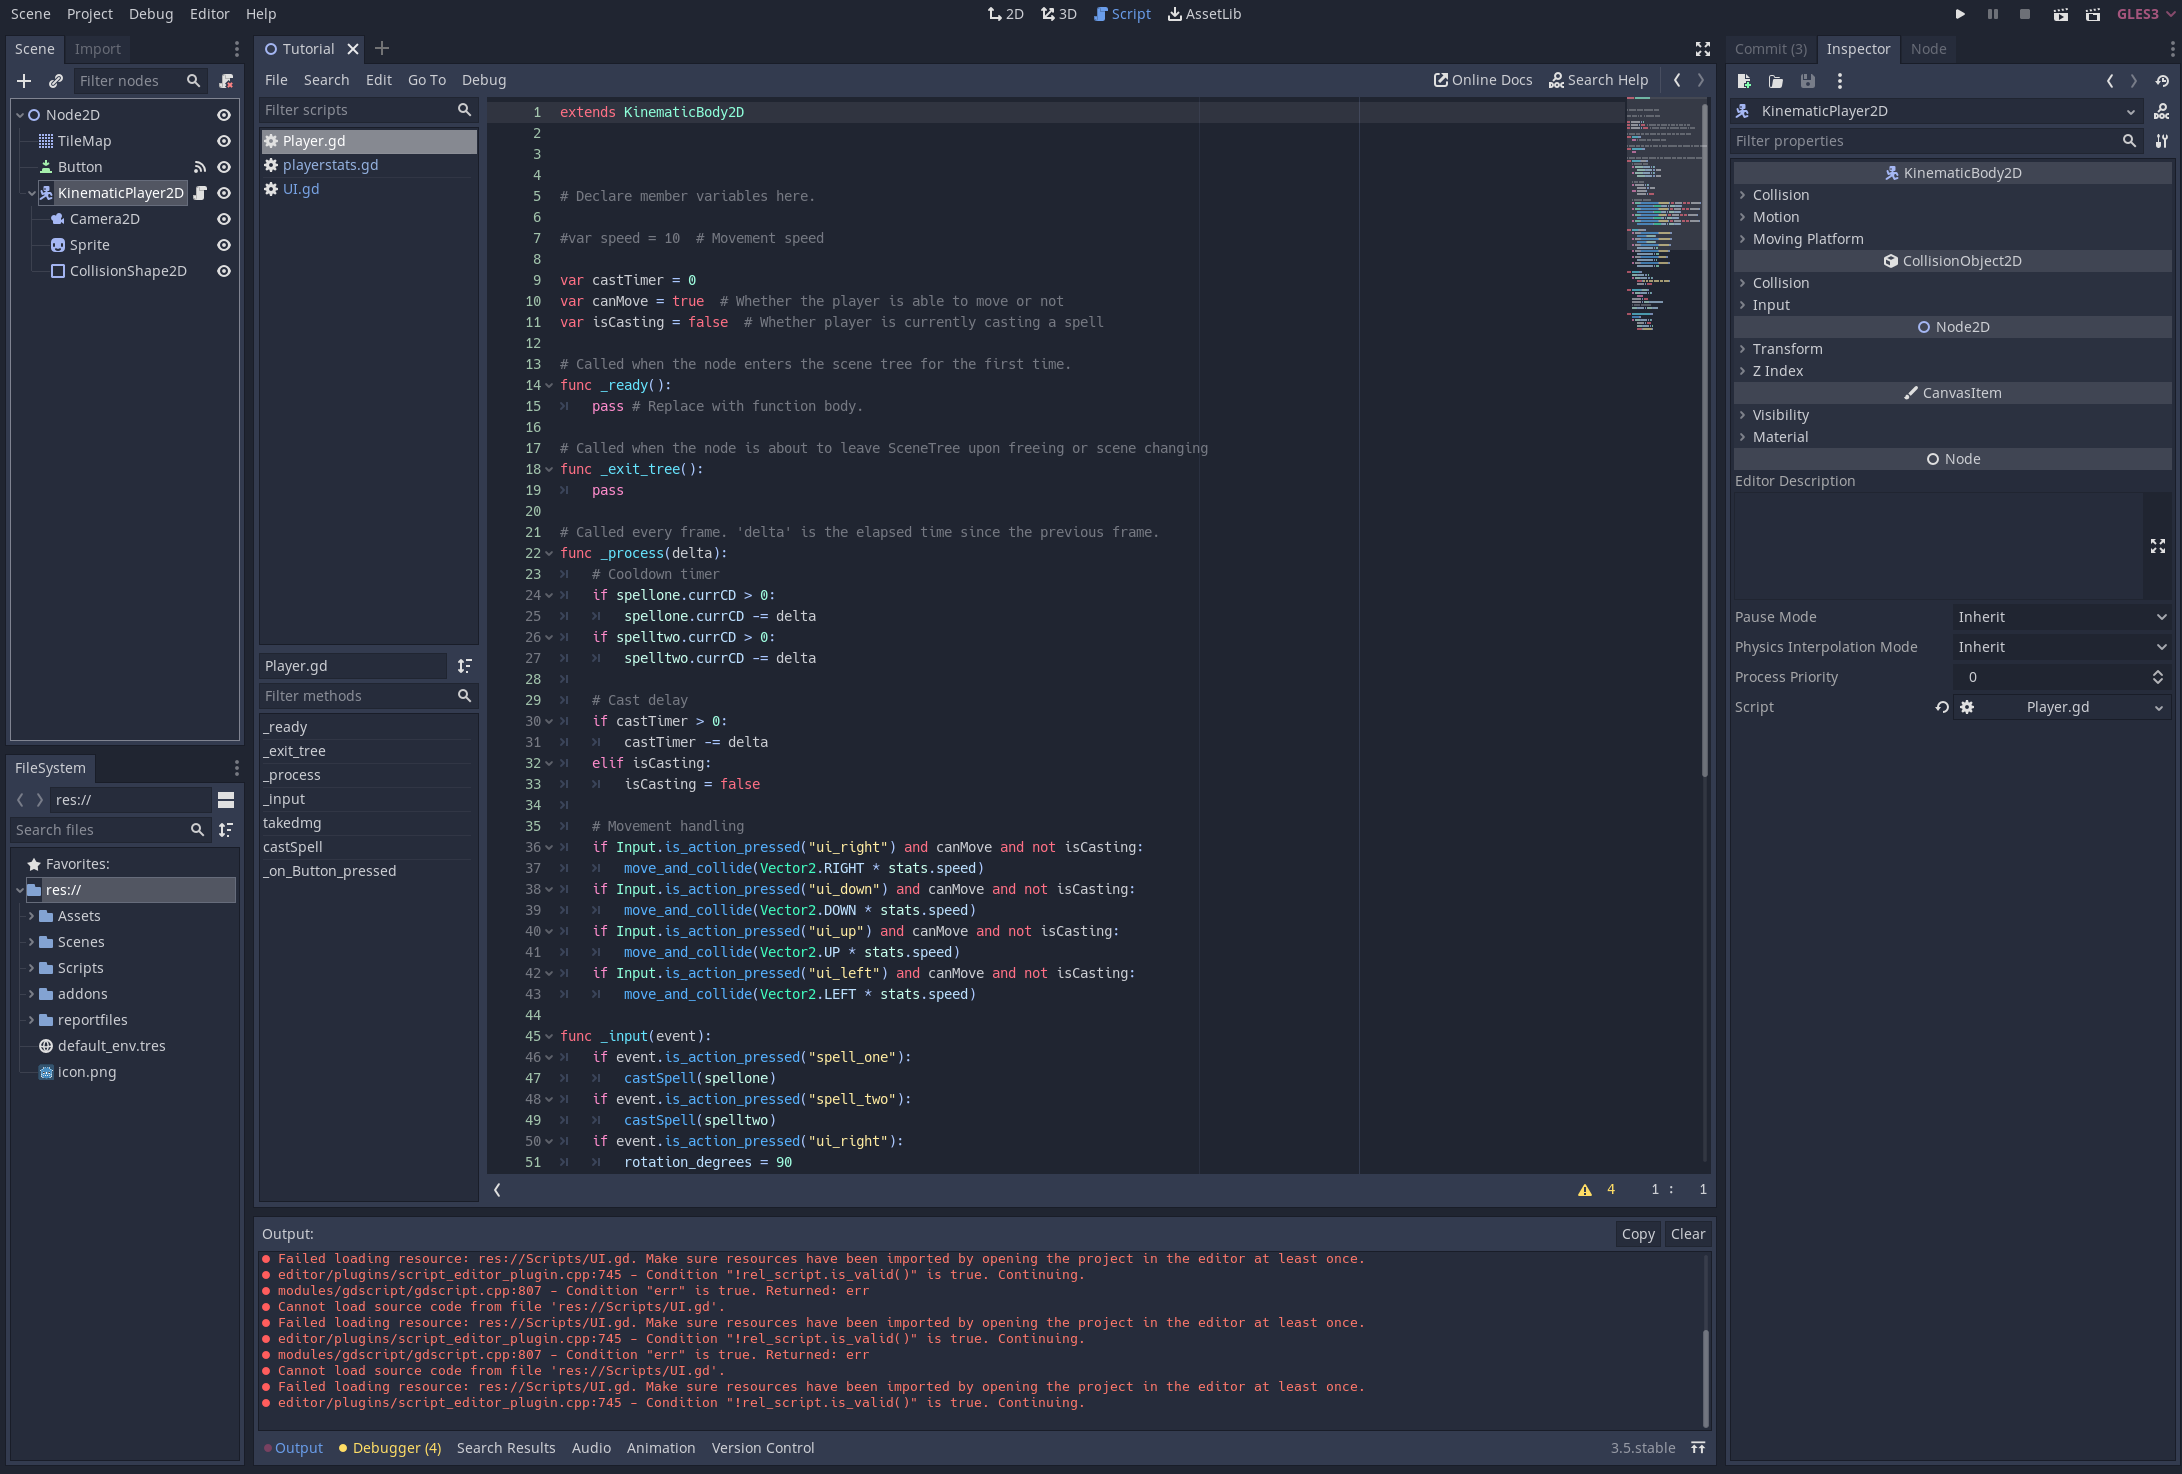 Scene Project Debug Editor Help
2D 3D Script AssetLib
GLES3
Scene Import
Filter nodes
Node2D
TileMap
Button
KinematicPlayer2D
Camera2D
Sprite
CollisionShape2D
FileSystem
res://
Search files
Favorites:
res://
Assets
Scenes
Scripts
addons
reportfiles
default_env.tres
icon.png
Tutorial
File Search Edit Go To Debug
Online Docs Search Help
Filter scripts
Player.gd
playerstats.gd
UI.gd
Player.gd
Filter methods
_ready
_exit_tree
_process
_input
takedmg
castSpell
_on_Button_pressed
1 extends KinematicBody2D
2
3
4
5 # Declare member variables here.
6
7 #var speed = 10  # Movement speed
8
9 var castTimer = 0
10 var canMove = true  # Whether the player is able to move or not
11 var isCasting = false  # Whether player is currently casting a spell
12
13 # Called when the node enters the scene tree for the first time.
14 func _ready():
15 pass # Replace with function body.
16
17 # Called when the node is about to leave SceneTree upon freeing or scene changing
18 func _exit_tree():
19 pass
20
21 # Called every frame. 'delta' is the elapsed time since the previous frame.
22 func _process(delta):
23 # Cooldown timer
24 if spellone.currCD > 0:
25 spellone.currCD -= delta
26 if spelltwo.currCD > 0:
27 spelltwo.currCD -= delta
28
29 # Cast delay
30 if castTimer > 0:
31 castTimer -= delta
32 elif isCasting:
33 isCasting = false
34
35 # Movement handling
36 if Input.is_action_pressed("ui_right") and canMove and not isCasting:
37 move_and_collide(Vector2.RIGHT * stats.speed)
38 if Input.is_action_pressed("ui_down") and canMove and not isCasting:
39 move_and_collide(Vector2.DOWN * stats.speed)
40 if Input.is_action_pressed("ui_up") and canMove and not isCasting:
41 move_and_collide(Vector2.UP * stats.speed)
42 if Input.is_action_pressed("ui_left") and canMove and not isCasting:
43 move_and_collide(Vector2.LEFT * stats.speed)
44
45 func _input(event):
46 if event.is_action_pressed("spell_one"):
47 castSpell(spellone)
48 if event.is_action_pressed("spell_two"):
49 castSpell(spelltwo)
50 if event.is_action_pressed("ui_right"):
51 rotation_degrees = 90
4 1 : 1
Output:
Copy Clear
Failed loading resource: res://Scripts/UI.gd. Make sure resources have been imported by opening the project in the editor at least once.
editor/plugins/script_editor_plugin.cpp:745 - Condition "!rel_script.is_valid()" is true. Continuing.
modules/gdscript/gdscript.cpp:807 - Condition "err" is true. Returned: err
Cannot load source code from file 'res://Scripts/UI.gd'.
Failed loading resource: res://Scripts/UI.gd. Make sure resources have been imported by opening the project in the editor at least once.
editor/plugins/script_editor_plugin.cpp:745 - Condition "!rel_script.is_valid()" is true. Continuing.
modules/gdscript/gdscript.cpp:807 - Condition "err" is true. Returned: err
Cannot load source code from file 'res://Scripts/UI.gd'.
Failed loading resource: res://Scripts/UI.gd. Make sure resources have been imported by opening the project in the editor at least once.
editor/plugins/script_editor_plugin.cpp:745 - Condition "!rel_script.is_valid()" is true. Continuing.
Output Debugger (4) Search Results Audio Animation Version Control
3.5.stable
Commit (3) Inspector Node
KinematicPlayer2D
DOC
Filter properties
KinematicBody2D
Collision
Motion
Moving Platform
CollisionObject2D
Collision
Input
Node2D
Transform
Z Index
CanvasItem
Visibility
Material
Node
Editor Description
Pause Mode Inherit
Physics Interpolation Mode Inherit
Process Priority 0
Script Player.gd